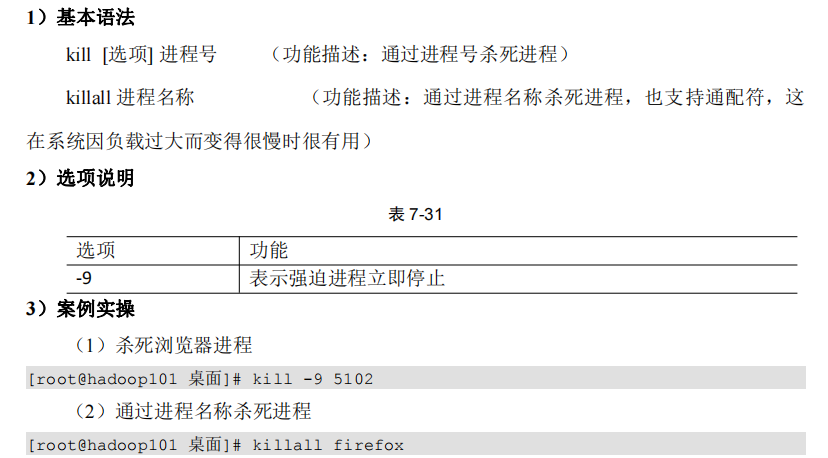 1）基本语法
kill [选项] 进程号 （功能描述：通过进程号杀死进程）
killall 进程名称 （功能描述：通过进程名称杀死进程，也支持通配符，这
在系统因负载过大而变得很慢时很有用）
2）选项说明
表 7-31
选项 功能
-9 表示强迫进程立即停止
3）案例实操
（1）杀死浏览器进程
[root@hadoop101 桌面]# kill -9 5102
（2）通过进程名称杀死进程
[root@hadoop101 桌面]# killall firefox